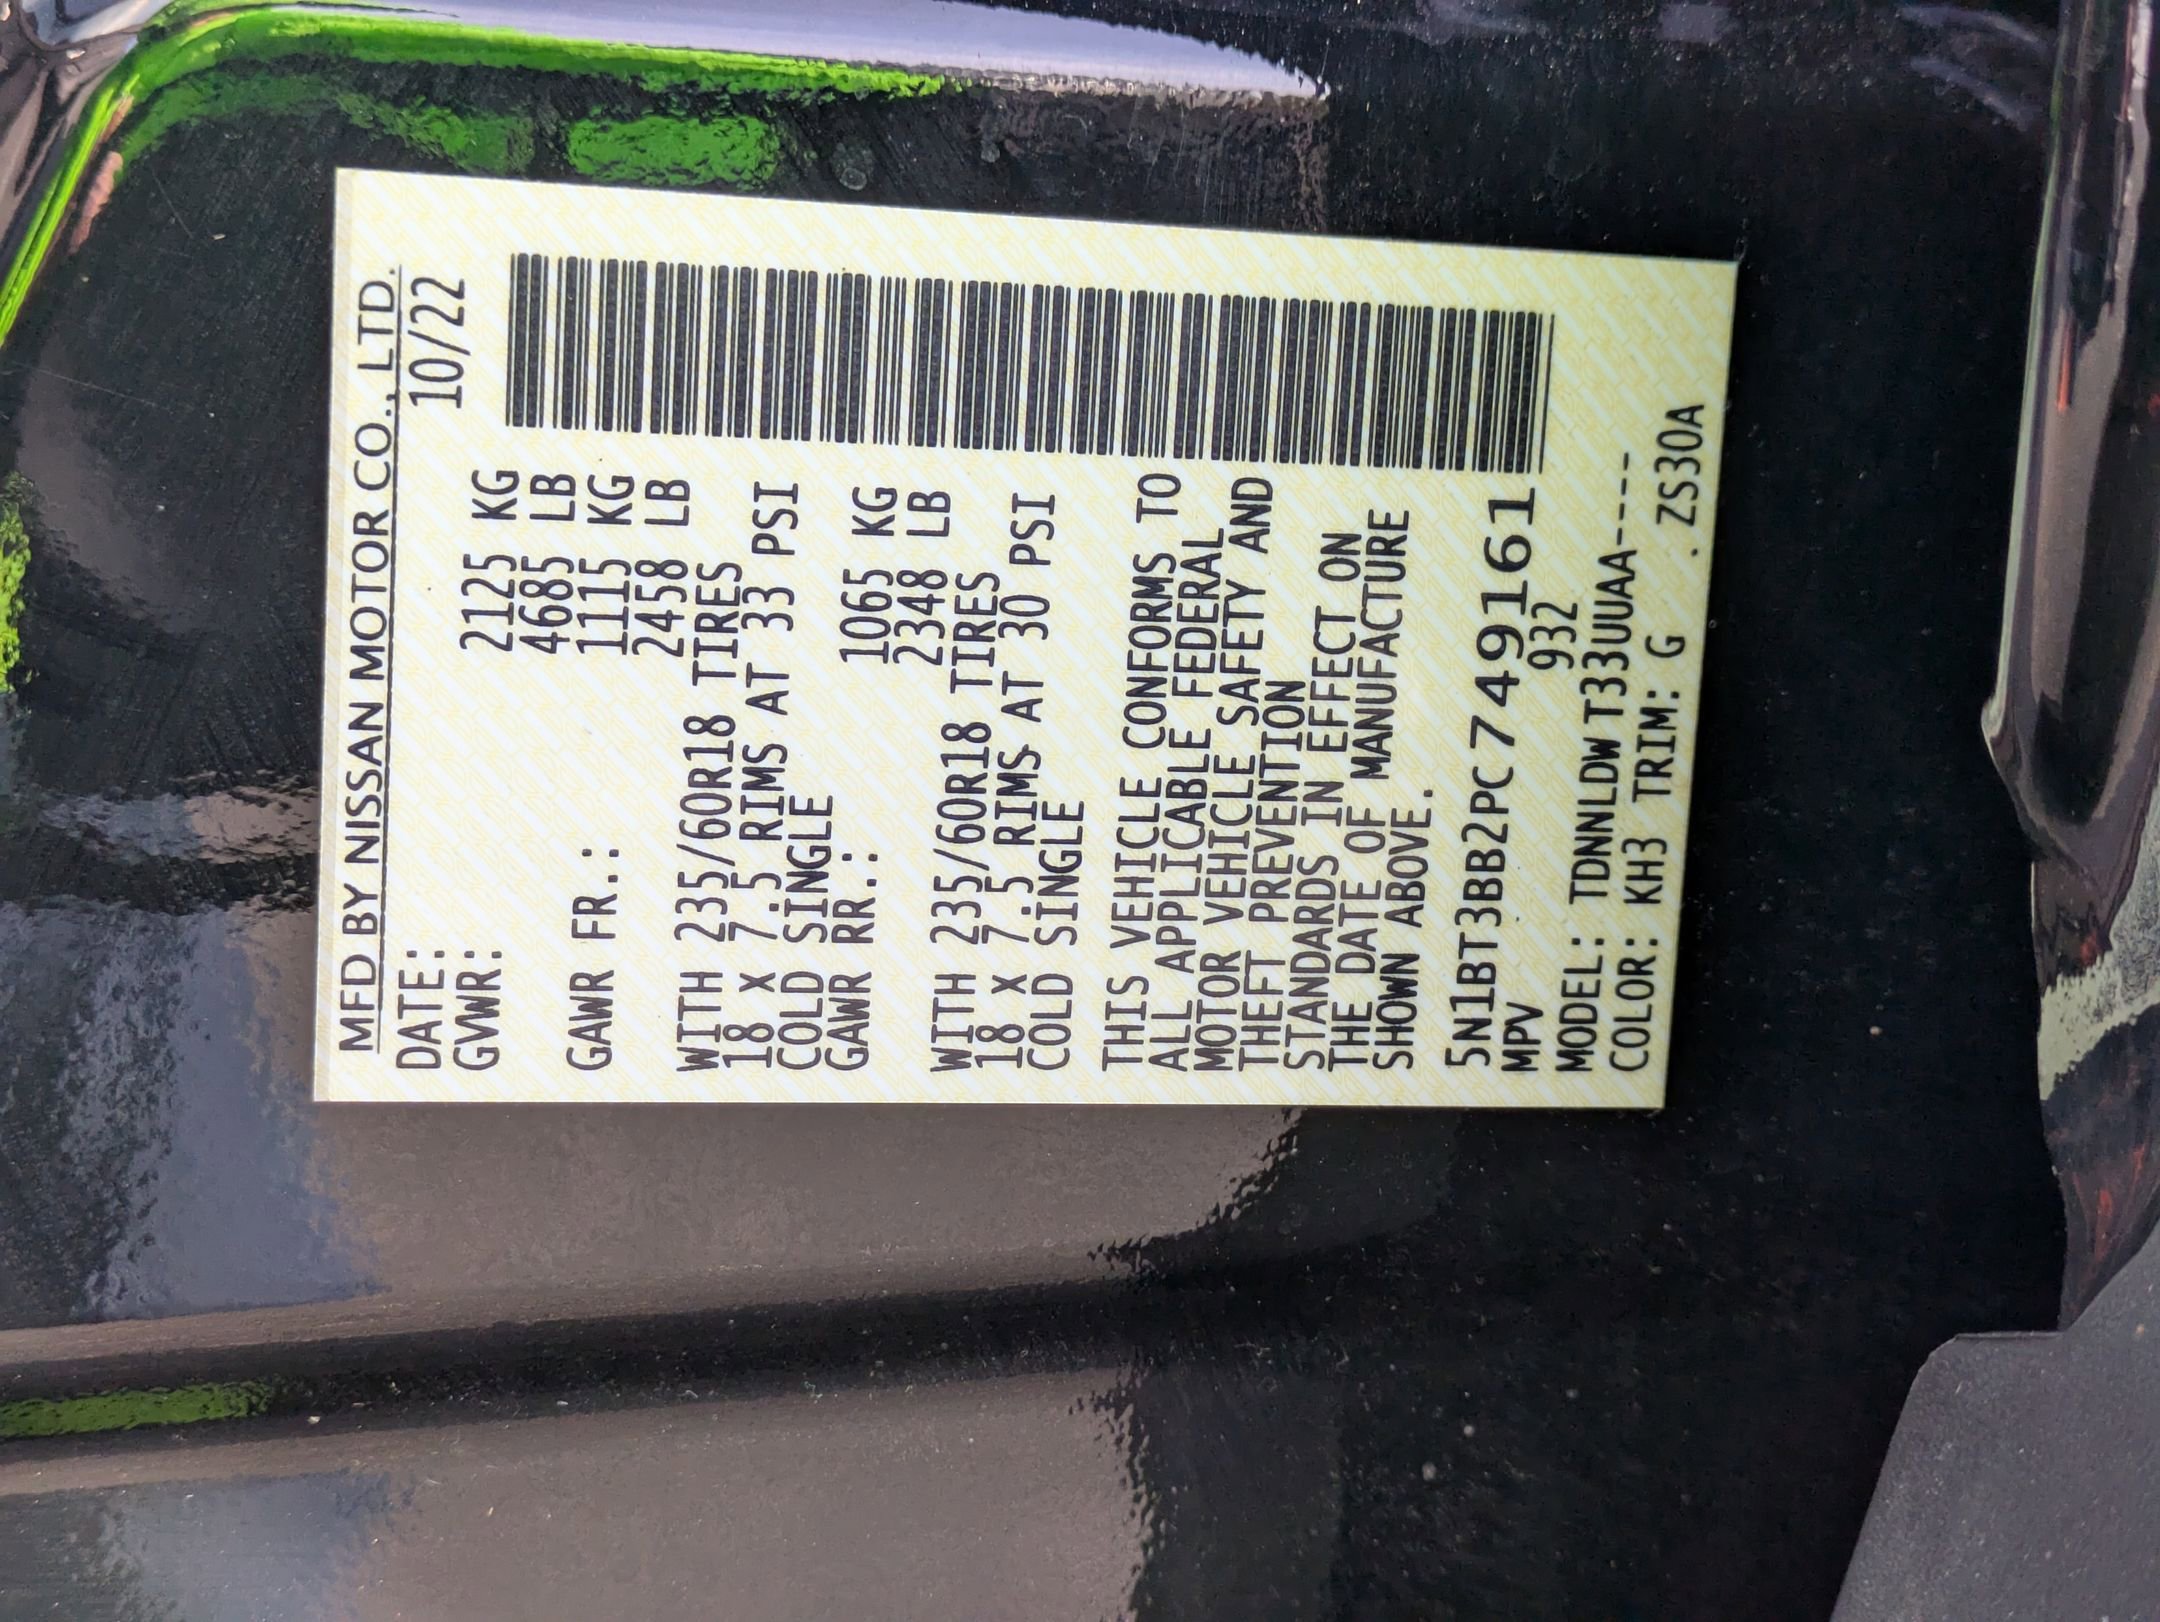 MFD BY NISSAN MOTOR CO., LTD.
DATE: 10/22
GVWR: 2125 KG
4685 LB
GAWR FR.: 1115 KG
2458 LB
WITH 235/60R18 TIRES
18 X 7.5 RIMS AT 33 PSI
COLD SINGLE
GAWR RR.: 1065 KG
2348 LB
WITH 235/60R18 TIRES
18 X 7.5 RIMS AT 30 PSI
COLD SINGLE
THIS VEHICLE CONFORMS TO
ALL APPLICABLE FEDERAL
MOTOR VEHICLE SAFETY AND
THEFT PREVENTION
STANDARDS IN EFFECT ON
THE DATE OF MANUFACTURE
SHOWN ABOVE.
5N1BT3BB2PC749161
MPV 932
MODEL: TDNNLDW T33UUAA----
COLOR: KH3 TRIM: G . ZS30A